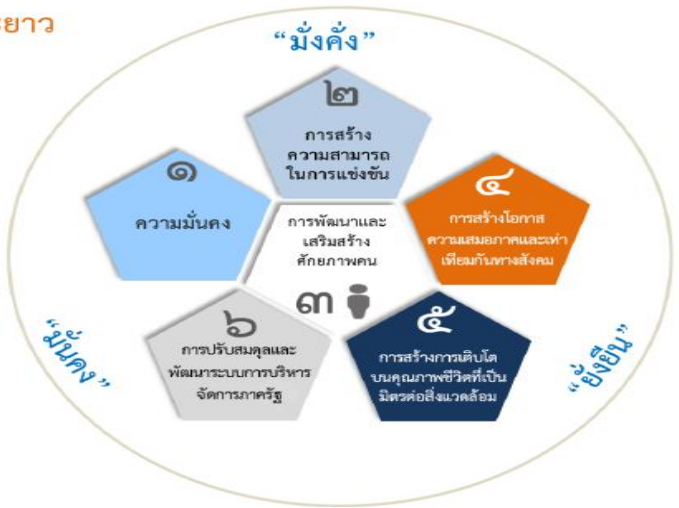 ะยาว
“มั่งคั่ง”
๒
การสร้าง
ความสามารถ
ในการแข่งขัน
๑
ความมั่นคง
๔
การสร้างโอกาส
ความเสมอภาคและเท่า
เทียมกันทางสังคม
การพัฒนาและ
เสริมสร้าง
ศักยภาพคน
๓
๖
การปรับสมดุลและ
พัฒนาระบบการบริหาร
จัดการภาครัฐ
๕
การสร้างการเติบโต
บนคุณภาพชีวิตที่เป็น
มิตรต่อสิ่งแวดล้อม
“มั่นคง”
“ยั่งยืน”